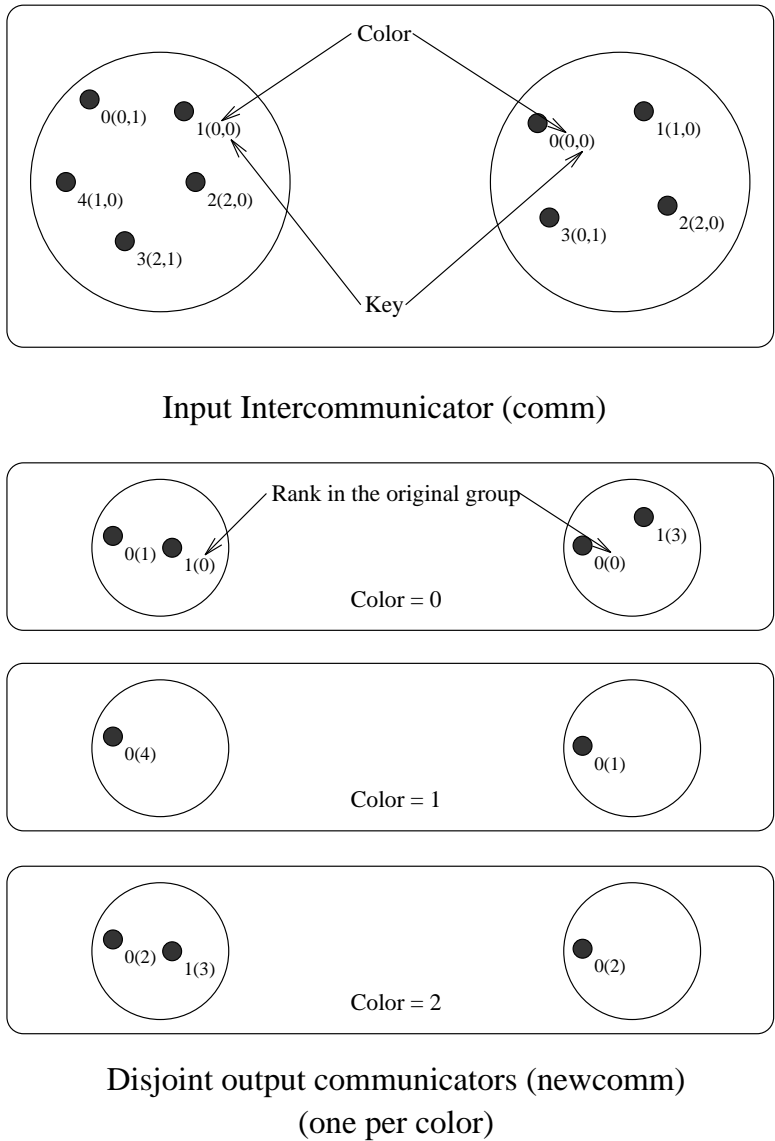 Color
0(0,1)
1(0,0)
0(0,0)
1(1,0)
4(1,0)
2(2,0)
3(2,1)
3(0,1)
2(2,0)
Key
Input Intercommunicator (comm)
Rank in the original group
0(1)
1(0)
0(0)
1(3)
Color = 0
0(4)
0(1)
Color = 1
0(2)
1(3)
0(2)
Color = 2
Disjoint output communicators (newcomm)
(one per color)